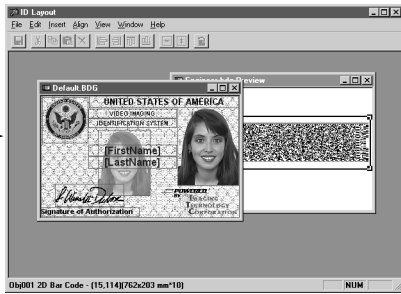 ID Layout
File Edit Insert Align View Window Help
Default.BDG
Preview
UNITED STATES OF AMERICA
VIDEO IMAGING
IDENTIFICATION SYSTEM
[FirstName]
[LastName]
Signature of Authorization
POWERED
BY IMAGING
TECHNOLOGY
CORPORATION
Obj001 2D Bar Code - (15,114)[762x203 mm*10)
NUM